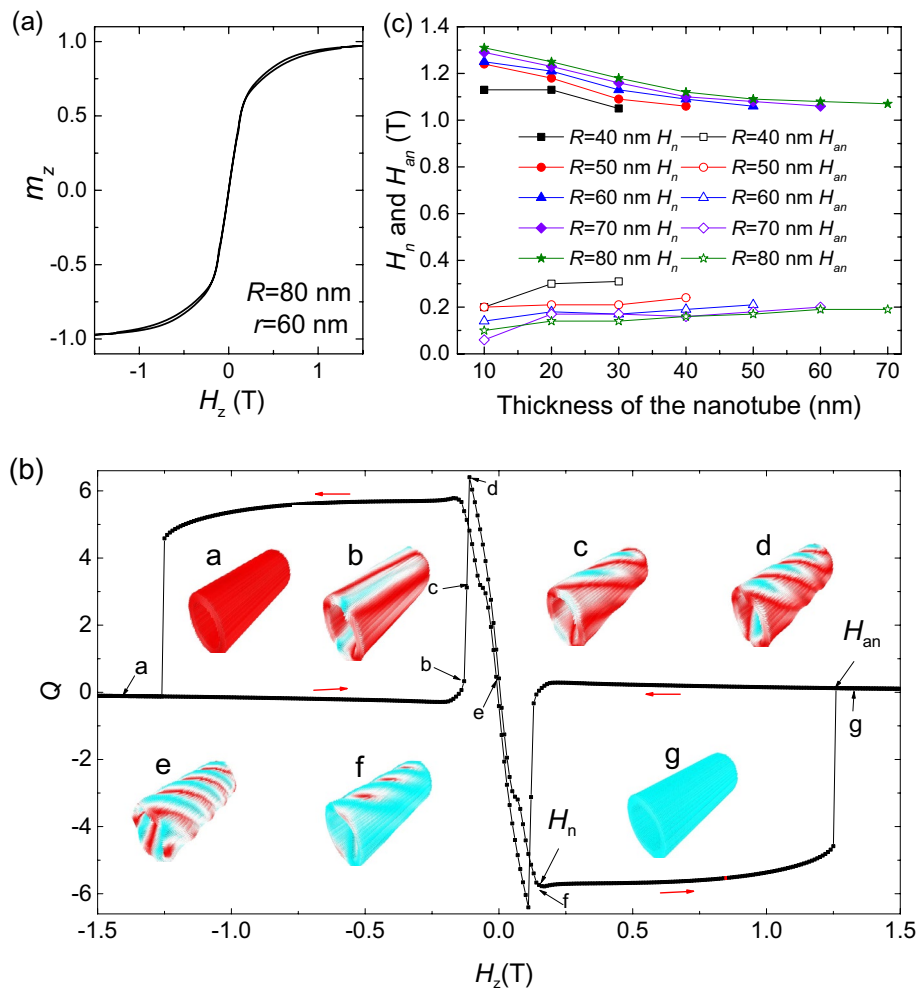 (a)
1.0
0.5
0.0
-0.5
-1.0
m_z
R=80 nm
r=60 nm
-1 0 1
H_z (T)
(c)
1.4
1.2
1.0
0.8
0.6
0.4
0.2
0.0
H_n and H_an (T)
R=40 nm H_n R=40 nm H_an
R=50 nm H_n R=50 nm H_an
R=60 nm H_n R=60 nm H_an
R=70 nm H_n R=70 nm H_an
R=80 nm H_n R=80 nm H_an
10 20 30 40 50 60 70
Thickness of the nanotube (nm)
(b)
6
4
2
0
-2
-4
-6
Q
a b c d
d
c
b
a
e
H_an
g
e f g
H_n
f
-1.5 -1.0 -0.5 0.0 0.5 1.0 1.5
H_z(T)